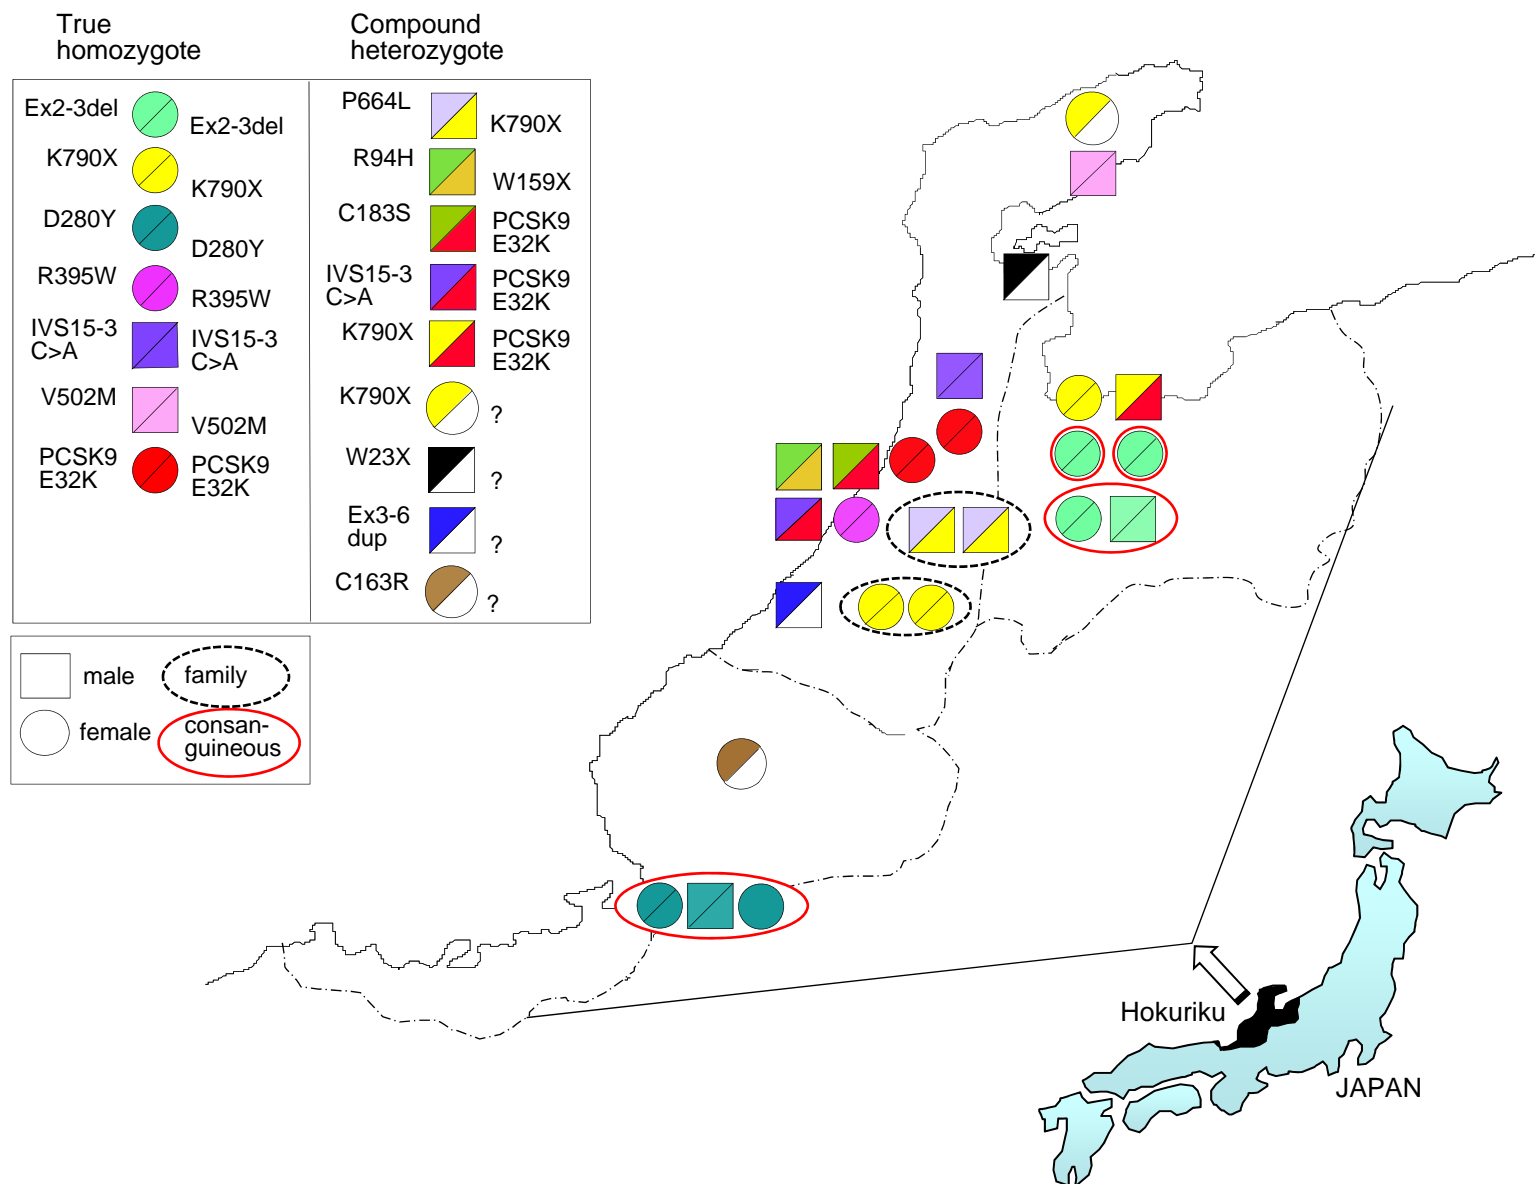 True
homozygote
Compound
heterozygote
Ex2-3del
Ex2-3del
K790X
K790X
D280Y
D280Y
R395W
R395W
IVS15-3
C>A
IVS15-3
C>A
V502M
V502M
PCSK9
E32K
PCSK9
E32K
P664L
K790X
R94H
W159X
C183S
PCSK9
E32K
IVS15-3
C>A
PCSK9
E32K
K790X
PCSK9
E32K
K790X
?
W23X
?
Ex3-6
dup
?
C163R
?
male
family
female
consan-
guineous
Hokuriku
JAPAN